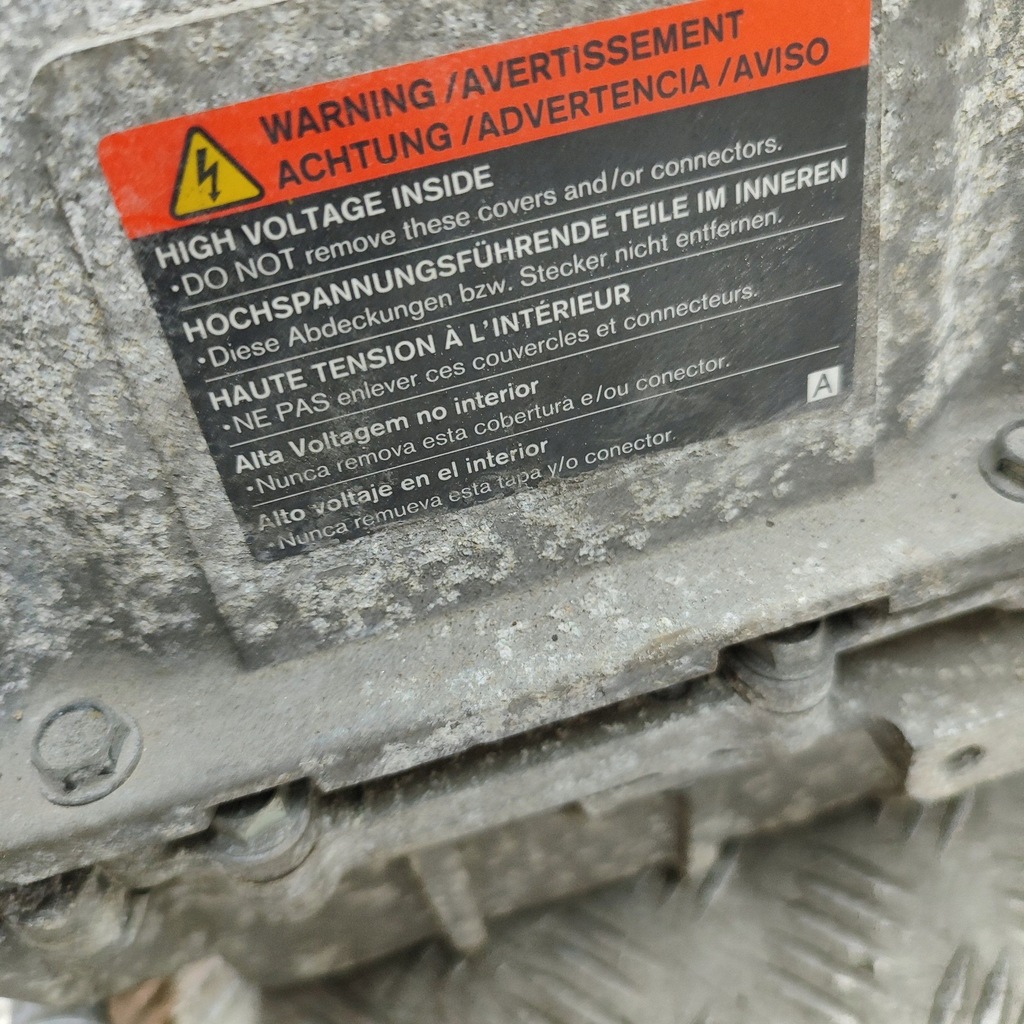 WARNING /AVERTISSEMENT
ACHTUNG /ADVERTENCIA /AVISO
HIGH VOLTAGE INSIDE
·DO NOT remove these covers and/or connectors.
HOCHSPANNUNGSFÜHRENDE TEILE IM INNEREN
·Diese Abdeckungen bzw. Stecker nicht entfernen.
HAUTE TENSION À L'INTÉRIEUR
·NE PAS enlever ces couvercles et connecteurs.
Alta Voltagem no interior
·Nunca remova esta cobertura e/ou conector.
Alto voltaje en el interior
·Nunca remueva esta tapa y/o conector.
A